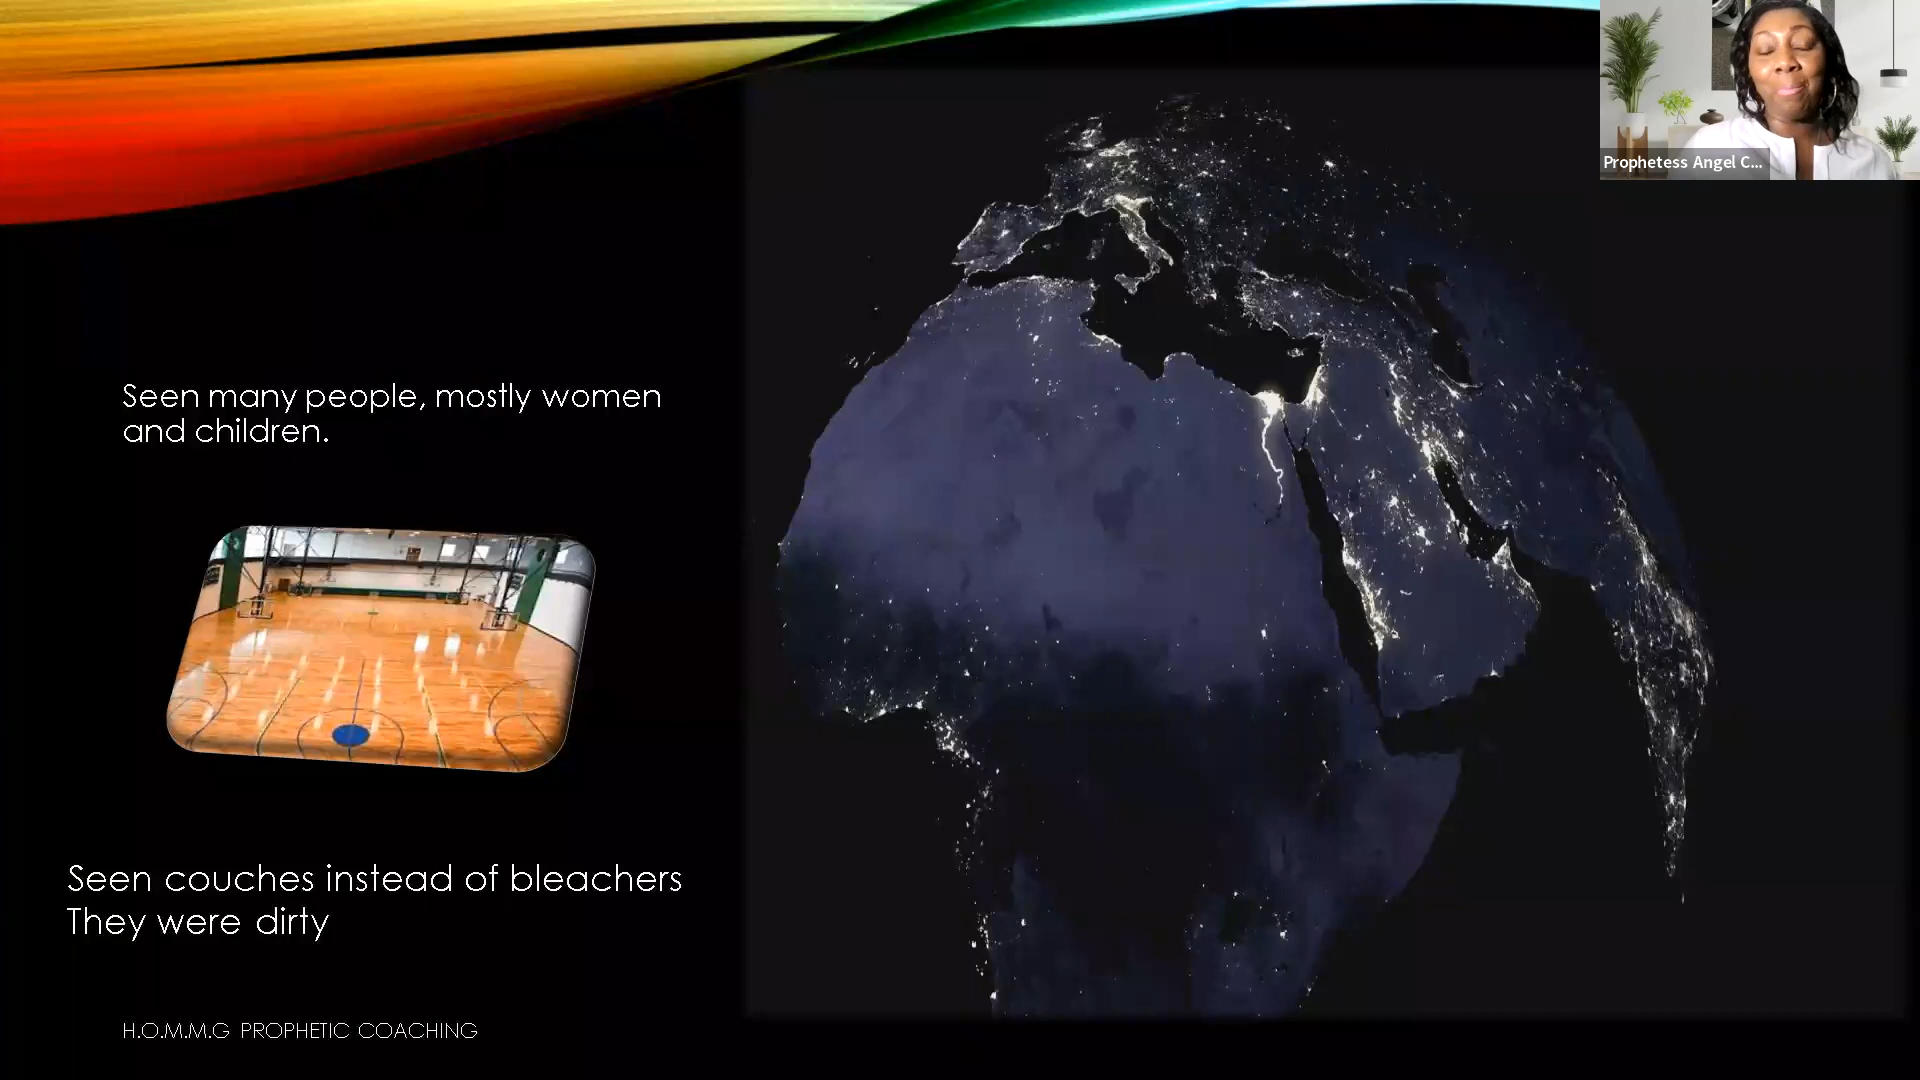 Prophetess Angel C...
Seen many people, mostly women
and children.
Seen couches instead of bleachers
They were dirty
H.O.M.M.G PROPHETIC COACHING